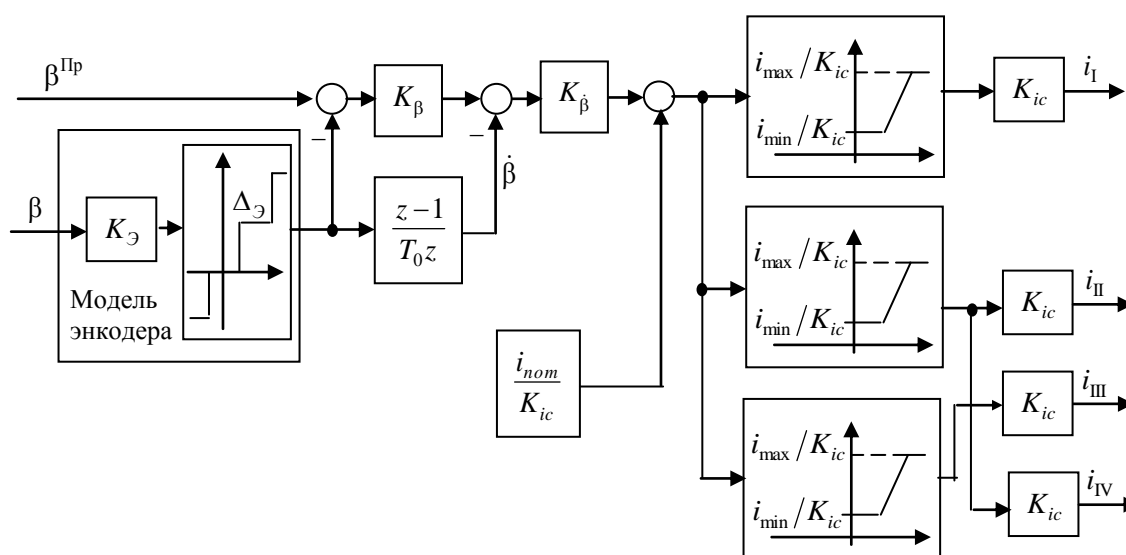 β^Пр
K_β
K_β̇
i_max/K_ic
i_min/K_ic
K_ic
i_I
β
K_Э
Δ_Э
Модель
энкодера
z−1
T_0 z
−
−
β̇
i_nom
K_ic
i_max/K_ic
i_min/K_ic
K_ic
i_II
K_ic
i_III
i_max/K_ic
i_min/K_ic
K_ic
i_IV